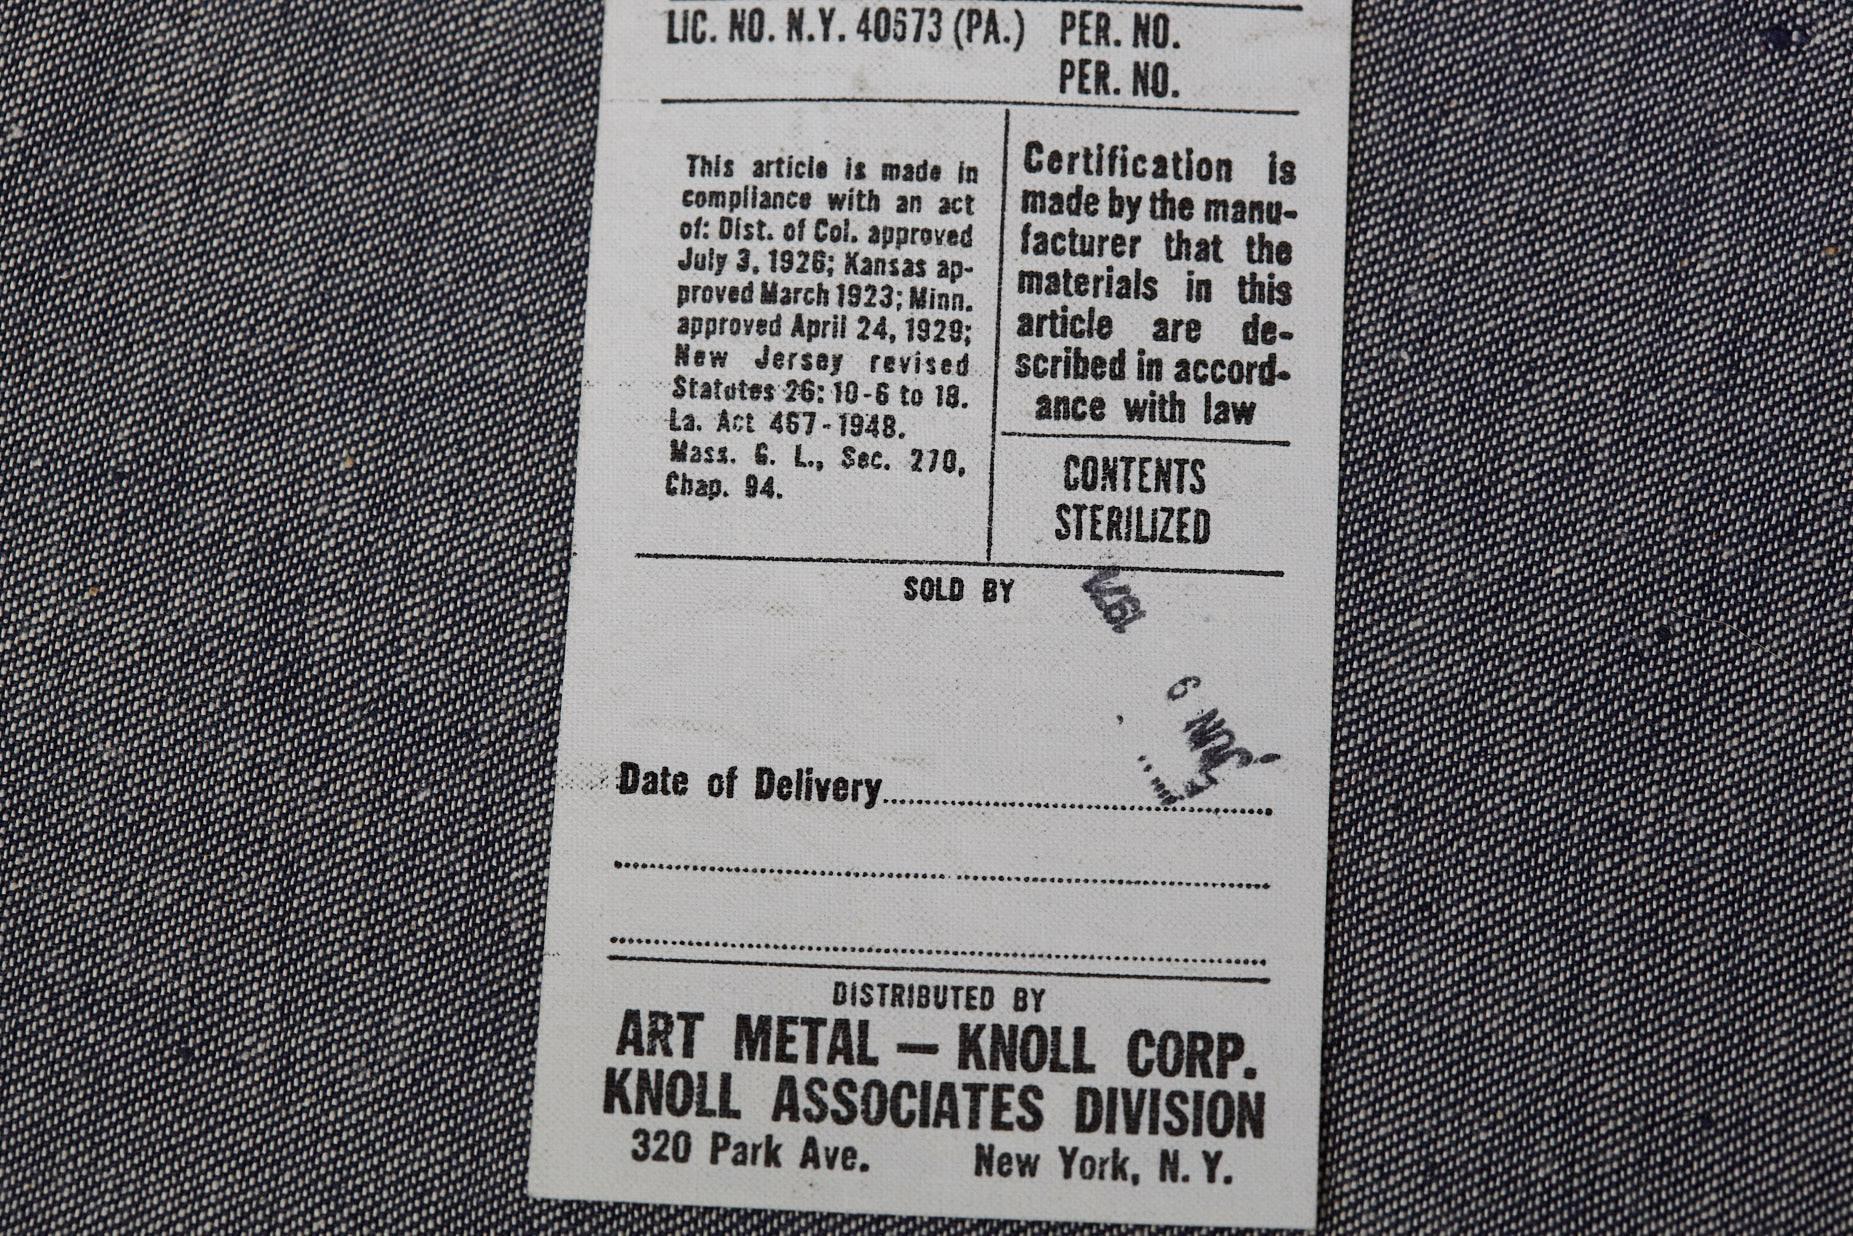 LIC. NO. N.Y. 40573 (PA.) PER. NO.
PER. NO.
This article is made in
compliance with an act
of: Dist. of Col. approved
July 3, 1926; Kansas ap-
proved March 1923; Minn.
approved April 24, 1929;
New Jersey revised
Statutes 26: 10-6 to 18.
La. Act 467-1948.
Mass. G. L., Sec. 270,
Chap. 94.
Certification is
made by the manu-
facturer that the
materials in this
article are de-
scribed in accord-
ance with law
CONTENTS
STERILIZED
SOLD BY
JUN 9
Date of Delivery
DISTRIBUTED BY
ART METAL — KNOLL CORP.
KNOLL ASSOCIATES DIVISION
320 Park Ave. New York, N. Y.